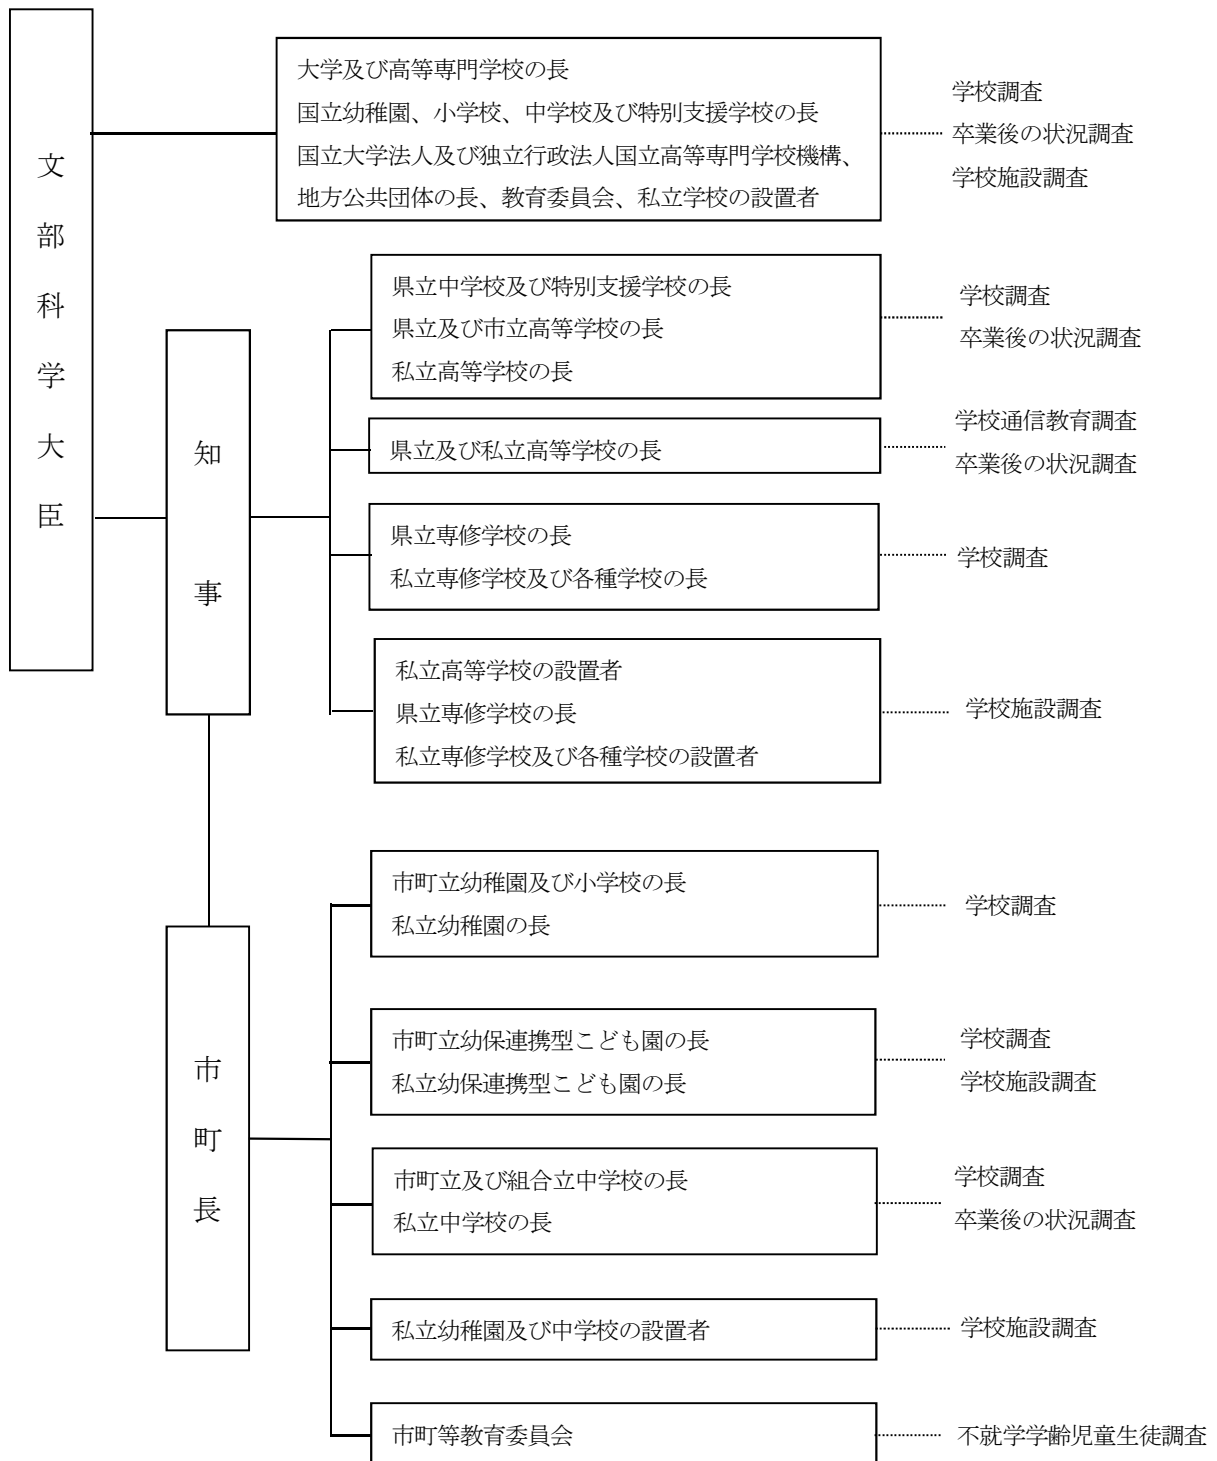 文部科学大臣
大学及び高等専門学校の長
国立幼稚園、小学校、中学校及び特別支援学校の長
国立大学法人及び独立行政法人国立高等専門学校機構、
地方公共団体の長、教育委員会、私立学校の設置者
学校調査
卒業後の状況調査
学校施設調査
知事
県立中学校及び特別支援学校の長
県立及び市立高等学校の長
私立高等学校の長
学校調査
卒業後の状況調査
県立及び私立高等学校の長
学校通信教育調査
卒業後の状況調査
県立専修学校の長
私立専修学校及び各種学校の長
学校調査
私立高等学校の設置者
県立専修学校の長
私立専修学校及び各種学校の設置者
学校施設調査
市町長
市町立幼稚園及び小学校の長
私立幼稚園の長
学校調査
市町立幼保連携型こども園の長
私立幼保連携型こども園の長
学校調査
学校施設調査
市町立及び組合立中学校の長
私立中学校の長
学校調査
卒業後の状況調査
私立幼稚園及び中学校の設置者
学校施設調査
市町等教育委員会
不就学学齢児童生徒調査